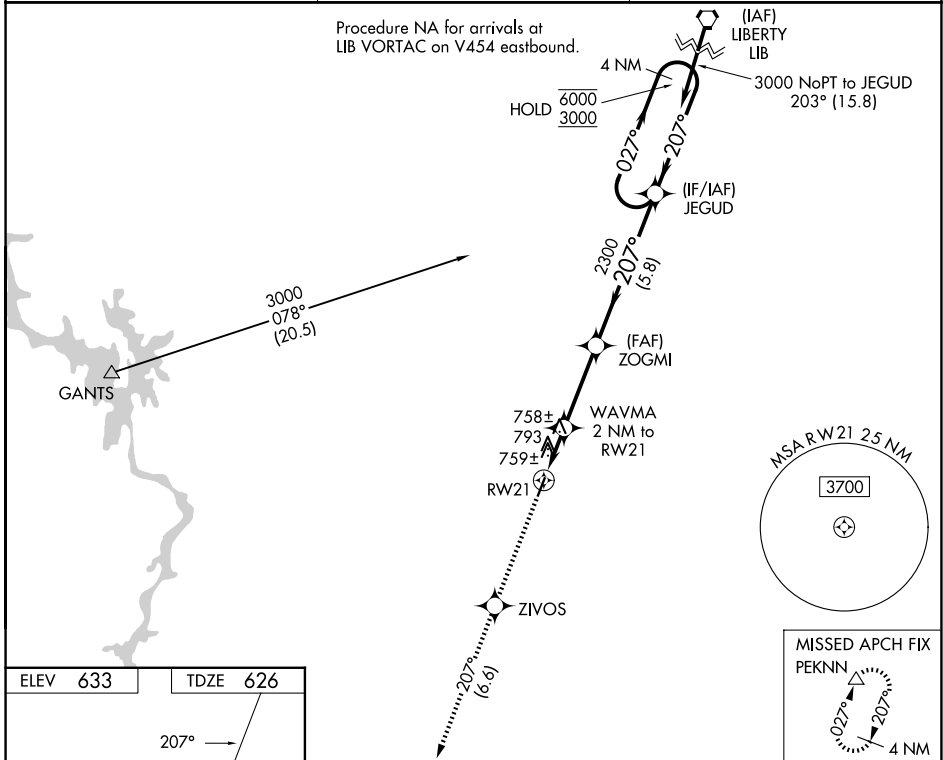 Procedure NA for arrivals at
LIB VORTAC on V454 eastbound.
(IAF)
LIBERTY
LIB
4 NM
HOLD
6000
3000
3000 NoPT to JEGUD
203° (15.8)
027°
207°
(IF/IAF)
JEGUD
2300
207°
(5.8)
3000
078°
(20.5)
GANTS
(FAF)
ZOGMI
758±
793
759±
WAVMA
2 NM to
RW21
RW21
MSA RW21 25 NM
3700
ZIVOS
207°
(6.6)
ELEV 633
TDZE 626
207°
MISSED APCH FIX
PEKNN
027°
207°
4 NM